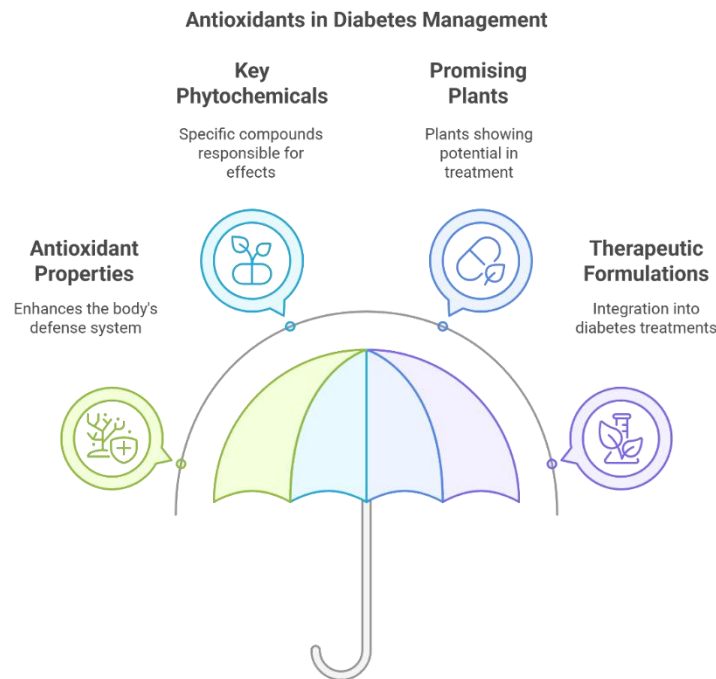 Antioxidants in Diabetes Management
Key
Phytochemicals
Specific compounds
responsible for
effects
Promising
Plants
Plants showing
potential in
treatment
Antioxidant
Properties
Enhances the body's
defense system
Therapeutic
Formulations
Integration into
diabetes treatments